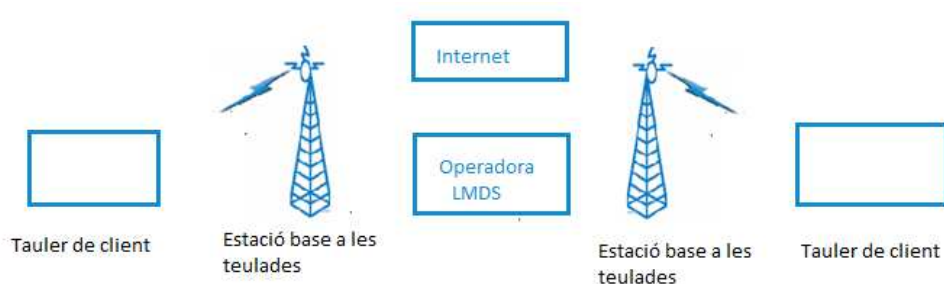 Internet
Operadora
LMDS
Tauler de client
Estació base a les
teulades
Estació base a les
teulades
Tauler de client